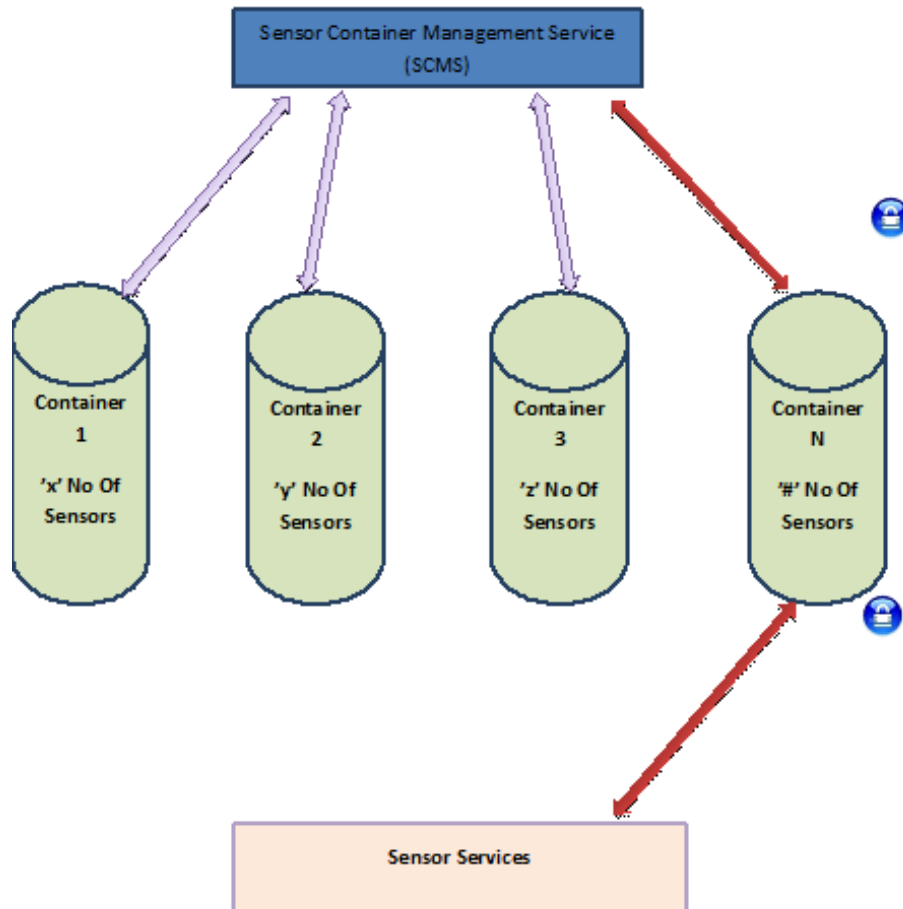 Sensor Container Management Service
(SCMS)
Container
1
'x' No Of
Sensors
Container
2
'y' No Of
Sensors
Container
3
'z' No Of
Sensors
Container
N
'#' No Of
Sensors
Sensor Services